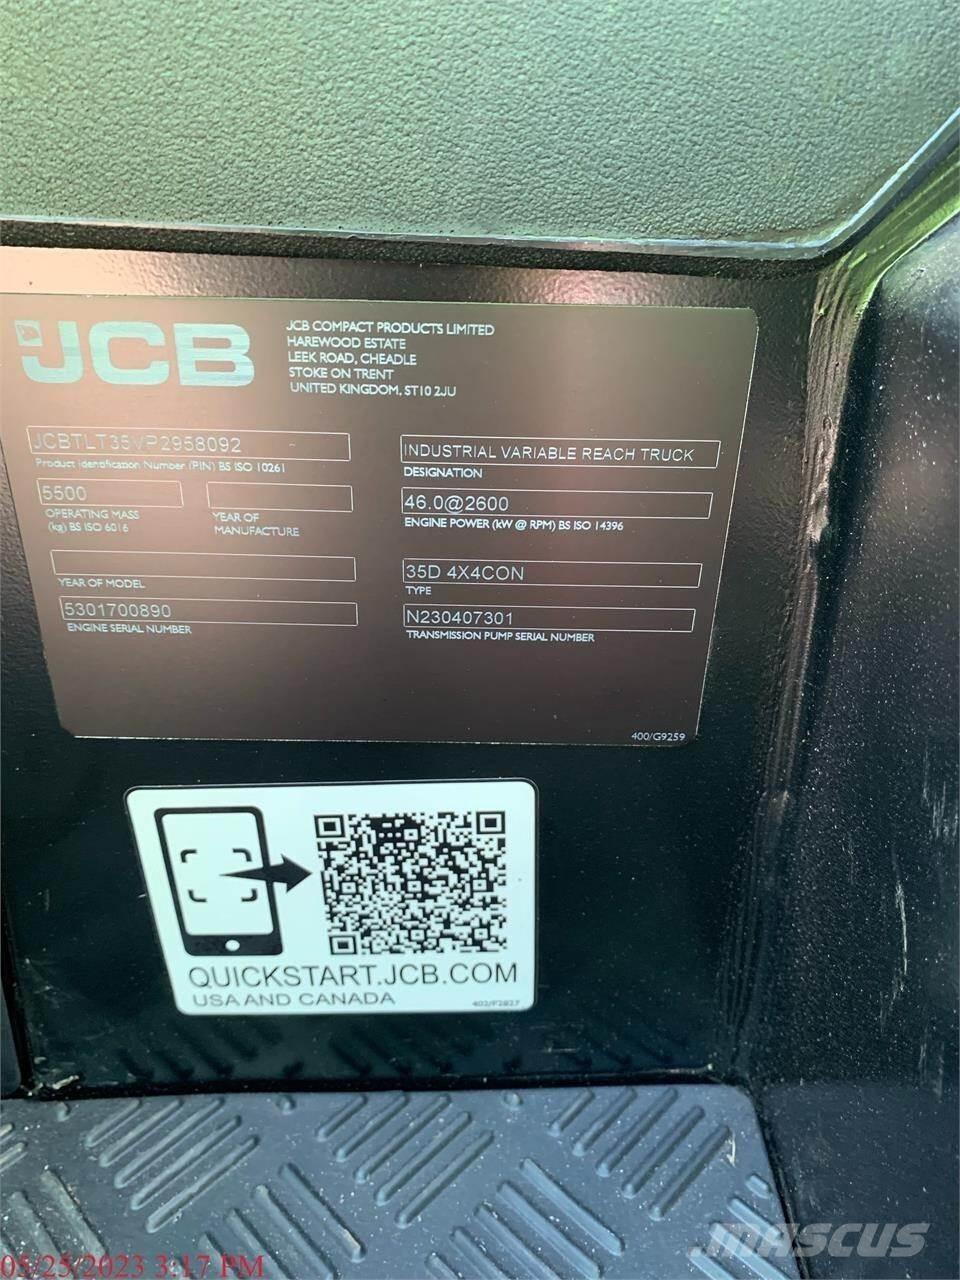 JCB
JCB COMPACT PRODUCTS LIMITED
HAREWOOD ESTATE
LEEK ROAD, CHEADLE
STOKE ON TRENT
UNITED KINGDOM, ST10 2JU
JCBTLT35VP2958092
Product Identification Number (PIN) BS ISO 10261
5500
OPERATING MASS
(kg) BS ISO 6016
YEAR OF
MANUFACTURE
YEAR OF MODEL
5301700890
ENGINE SERIAL NUMBER
INDUSTRIAL VARIABLE REACH TRUCK
DESIGNATION
46.0@2600
ENGINE POWER (kW @ RPM) BS ISO 14396
35D 4X4CON
TYPE
N230407301
TRANSMISSION PUMP SERIAL NUMBER
400/G9259
QUICKSTART.JCB.COM
USA AND CANADA
402/F2827
05/25/2023 3:17 PM
MASCUS